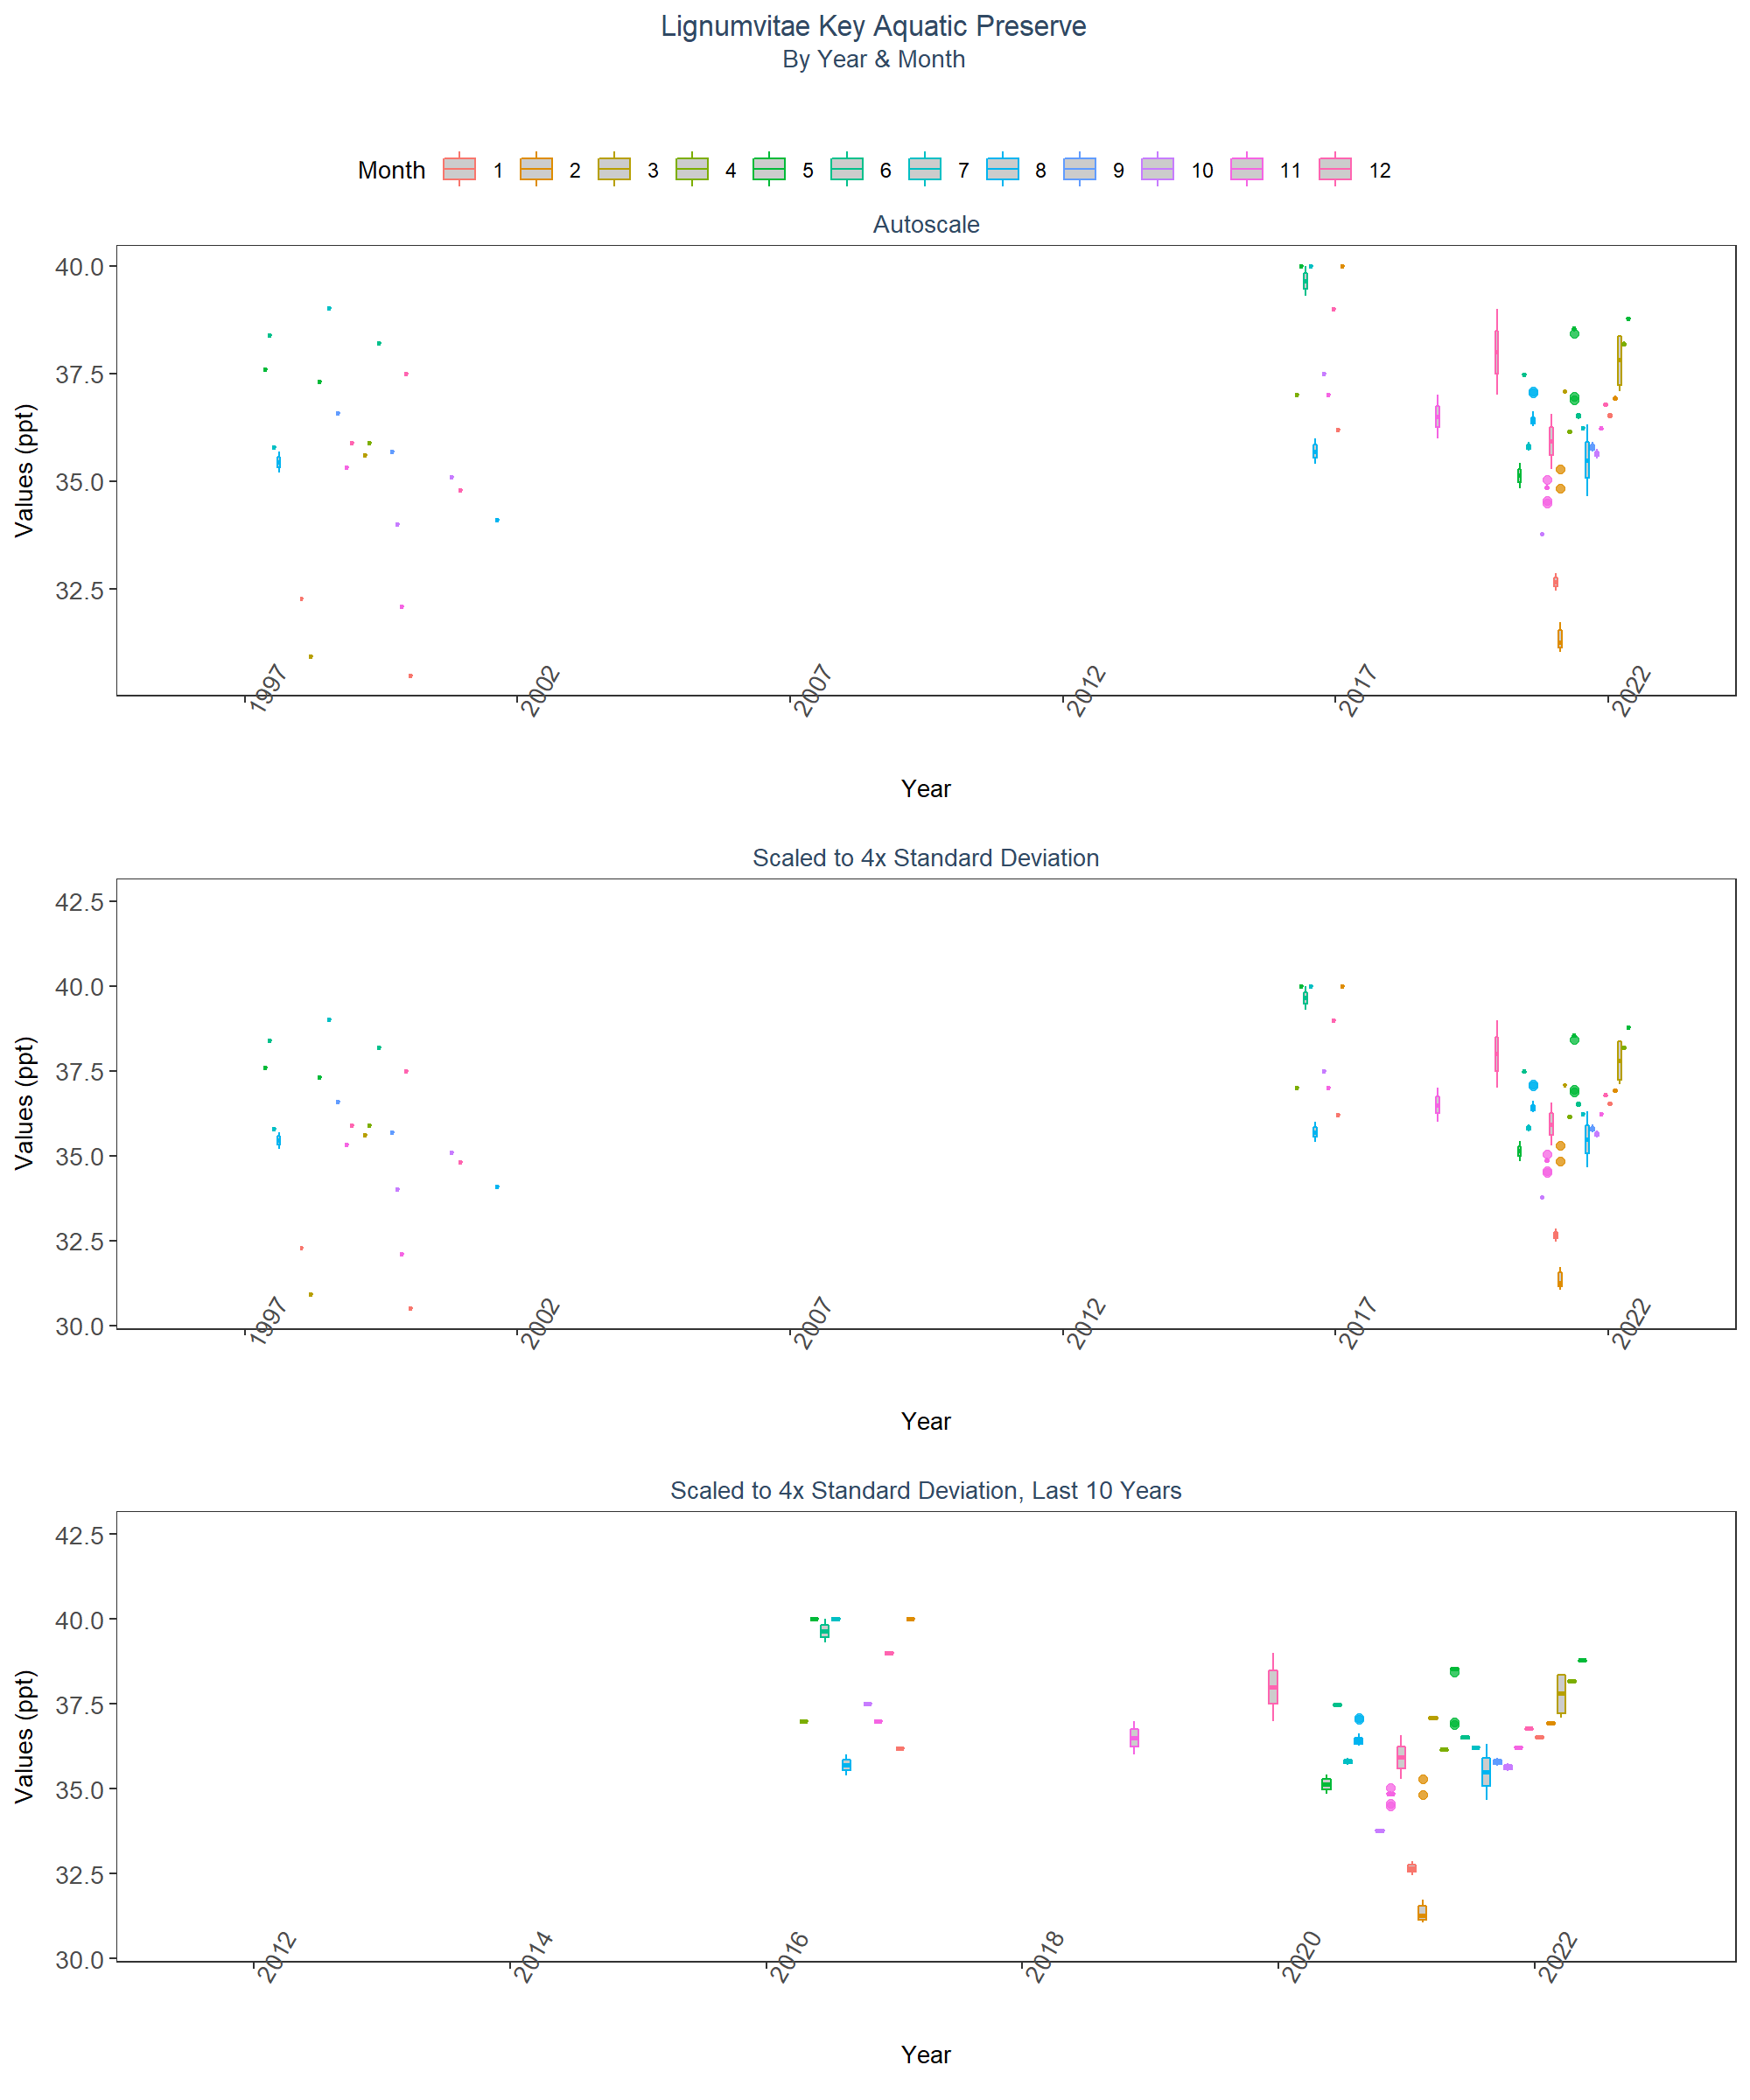 Lignumvitae Key Aquatic Preserve
By Year & Month
Month 1 2 3 4 5 6 7 8 9 10 11 12
Autoscale
40.0
37.5
35.0
32.5
Values (ppt)
1997 2002 2007 2012 2017 2022
Year
Scaled to 4x Standard Deviation
42.5
40.0
37.5
35.0
32.5
30.0
Values (ppt)
1997 2002 2007 2012 2017 2022
Year
Scaled to 4x Standard Deviation, Last 10 Years
42.5
40.0
37.5
35.0
32.5
30.0
Values (ppt)
2012 2014 2016 2018 2020 2022
Year